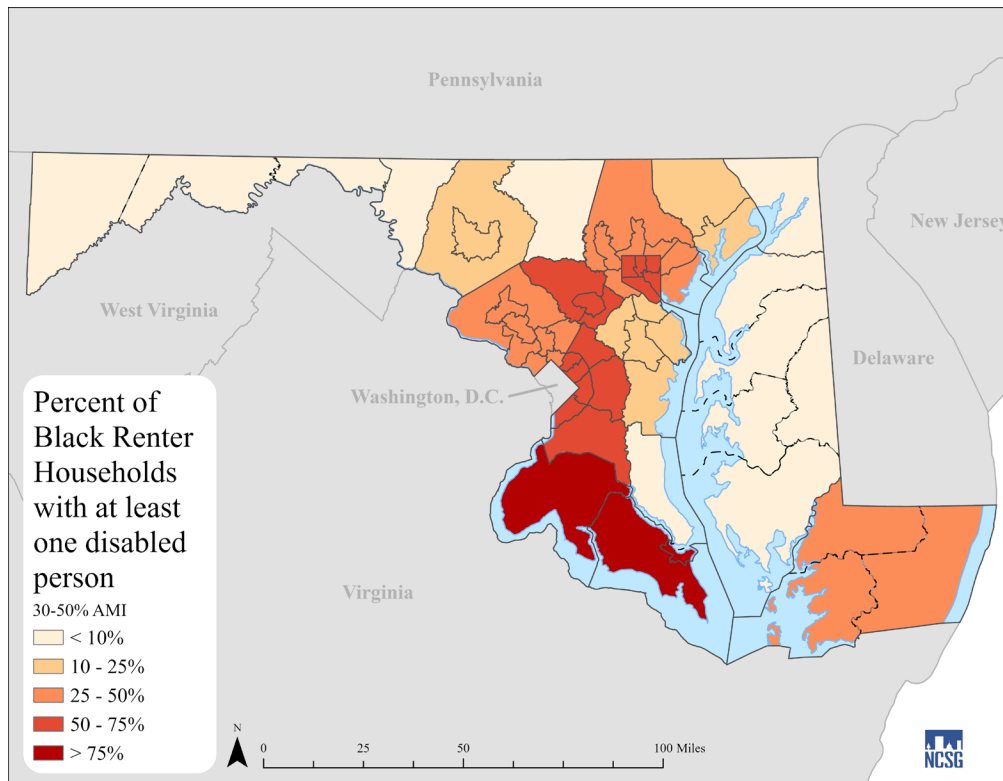 Pennsylvania
New Jersey
West Virginia
Delaware
Washington, D.C.
Virginia
Percent of
Black Renter
Households
with at least
one disabled
person
30-50% AMI
< 10%
10 - 25%
25 - 50%
50 - 75%
> 75%
N
0 25 50 100 Miles
NCSG